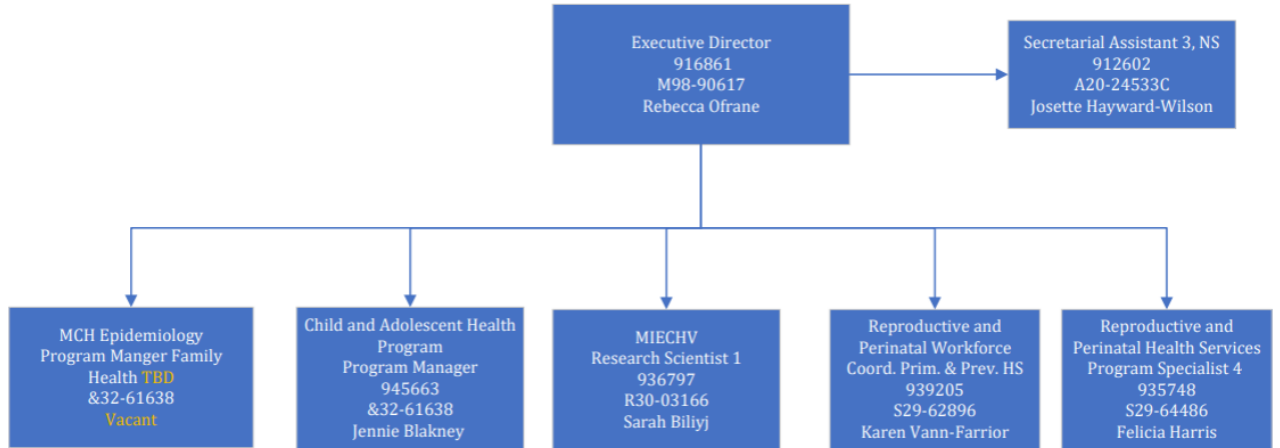 Executive Director
916861
M98-90617
Rebecca Ofrane
Secretarial Assistant 3, NS
912602
A20-24533C
Josette Hayward-Wilson
MCH Epidemiology
Program Manger Family
Health TBD
&32-61638
Vacant
Child and Adolescent Health
Program
Program Manager
945663
&32-61638
Jennie Blakney
MIECHV
Research Scientist 1
936797
R30-03166
Sarah Biliyj
Reproductive and
Perinatal Workforce
Coord. Prim. & Prev. HS
939205
S29-62896
Karen Vann-Farrior
Reproductive and
Perinatal Health Services
Program Specialist 4
935748
S29-64486
Felicia Harris